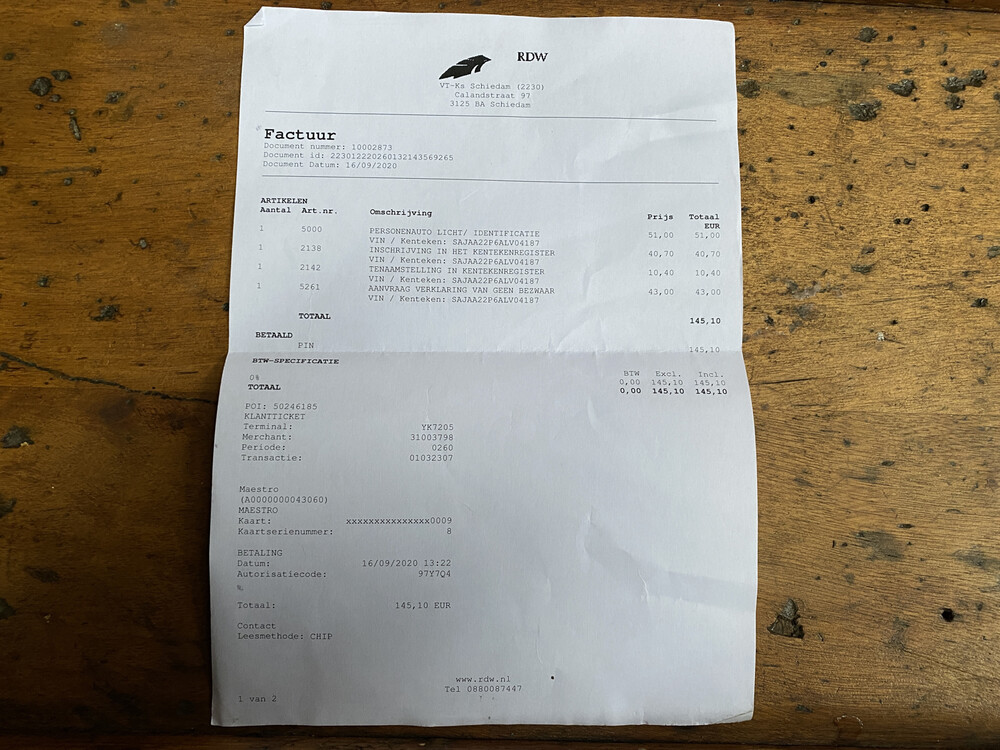 RDW
VT-Ks Schiedam (2230)
Calandstraat 97
3125 BA Schiedam
Factuur
Document nummer: 10002873
Document id: 22301222026013214356​9265
Document Datum: 16/09/2020
ARTIKELEN
Aantal Art.nr. Omschrijving Prijs Totaal
EUR
1 5000 PERSONENAUTO LICHT/ IDENTIFICATIE 51,00 51,00
VIN / Kenteken: SAJAA22P6ALV04187
1 2138 INSCHRIJVING IN HET KENTEKENREGISTER 40,70 40,70
VIN / Kenteken: SAJAA22P6ALV04187
1 2142 TENAAMSTELLING IN KENTEKENREGISTER 10,40 10,40
VIN / Kenteken: SAJAA22P6ALV04187
1 5261 AANVRAAG VERKLARING VAN GEEN BEZWAAR 43,00 43,00
VIN / Kenteken: SAJAA22P6ALV04187
TOTAAL 145,10
BETAALD
PIN 145,10
BTW-SPECIFICATIE
BTW Excl. Incl.
0% 0,00 145,10 145,10
TOTAAL 0,00 145,10 145,10
POI: 50246185
KLANTTICKET
Terminal: YK7205
Merchant: 31003798
Periode: 0260
Transactie: 01032307
Maestro
(A0000000043060)
MAESTRO
Kaart: xxxxxxxxxxxxxxx0009
Kaartserienummer: 8
BETALING
Datum: 16/09/2020 13:22
Autorisatiecode: 97Y7Q4
%
Totaal: 145,10 EUR
Contact
Leesmethode: CHIP
www.rdw.nl
Tel 0880087447
1 van 2